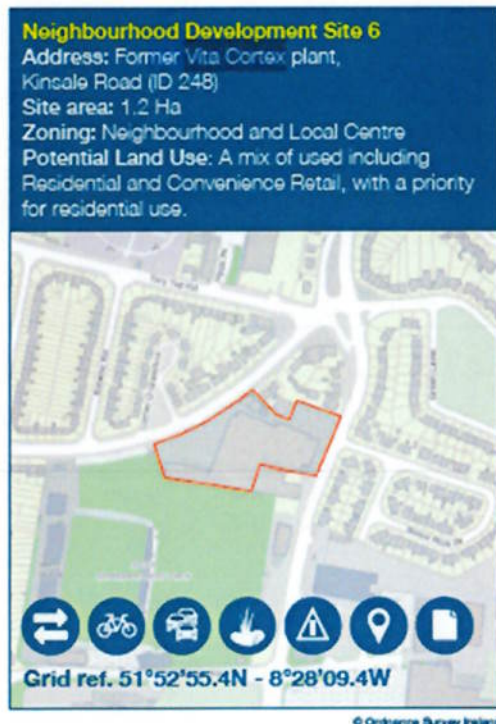 Neighbourhood Development Site 6
Address: Former Vita Cortex plant,
Kinsale Road (ID 248)
Site area: 1.2 Ha
Zoning: Neighbourhood and Local Centre
Potential Land Use: A mix of used including
Residential and Convenience Retail, with a priority
for residential use.
Grid ref. 51°52'55.4N - 8°28'09.4W
© Ordnance Survey Ireland